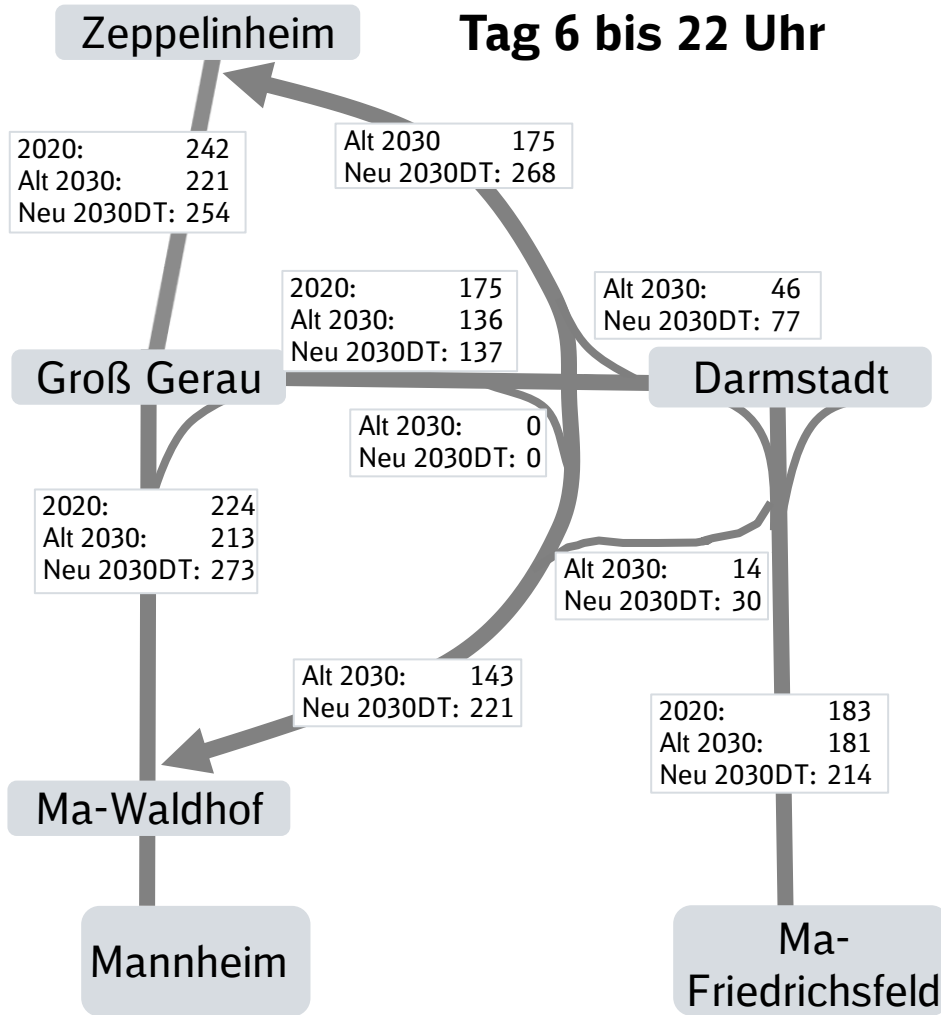 Zeppelinheim
Tag 6 bis 22 Uhr
2020: 242
Alt 2030: 221
Neu 2030DT: 254
Alt 2030 175
Neu 2030DT: 268
2020: 175
Alt 2030: 136
Neu 2030DT: 137
Alt 2030: 46
Neu 2030DT: 77
Groß Gerau
Darmstadt
Alt 2030: 0
Neu 2030DT: 0
2020: 224
Alt 2030: 213
Neu 2030DT: 273
Alt 2030: 14
Neu 2030DT: 30
Alt 2030: 143
Neu 2030DT: 221
2020: 183
Alt 2030: 181
Neu 2030DT: 214
Ma-Waldhof
Mannheim
Ma-
Friedrichsfeld